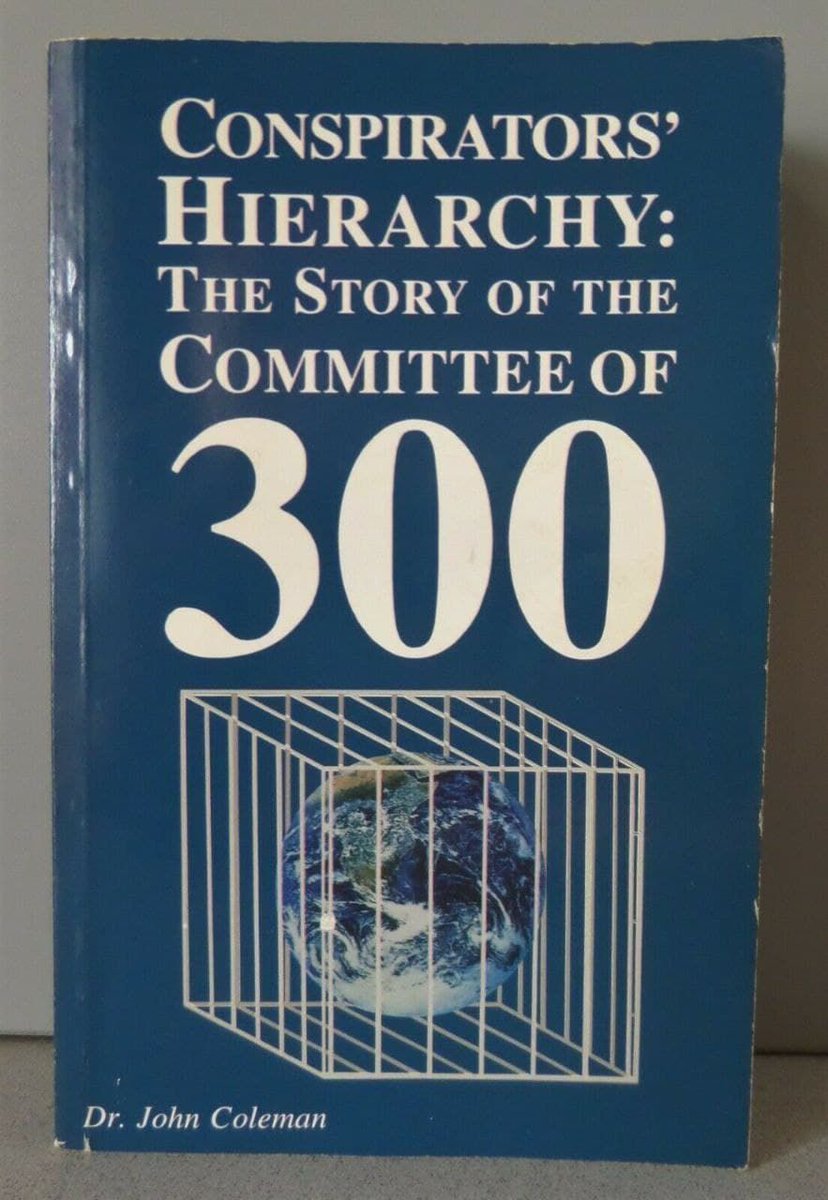 CONSPIRATORS'
HIERARCHY:
THE STORY OF THE
COMMITTEE OF
300
Dr. John Coleman